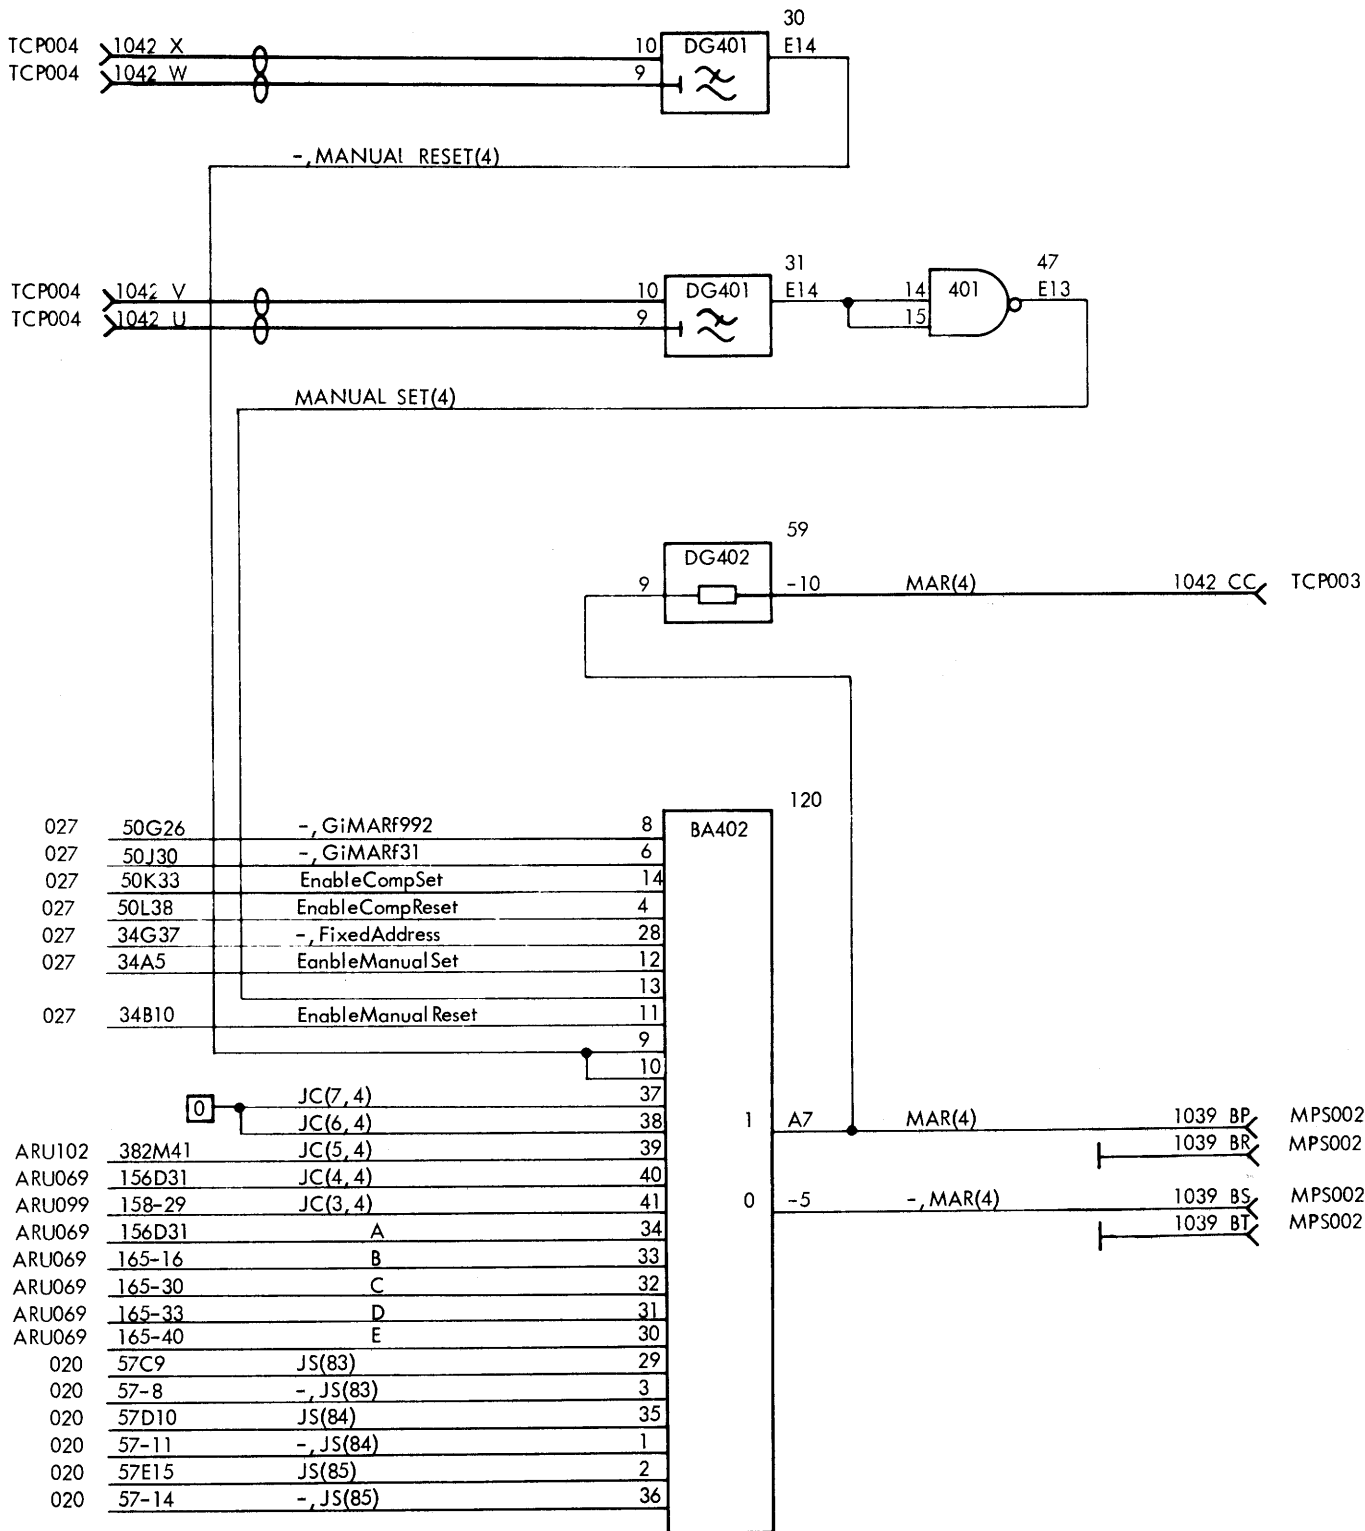 30
TCP004 1042 X 10 DG401 E14
TCP004 1042 W 9
-,MANUAL RESET(4)
31
TCP004 1042 V 10 DG401 E14 14 401 47 E13
TCP004 1042 U 9 15
MANUAL SET(4)
59
DG402
9 -10 MAR(4) 1042 CC TCP003
120
027 50G26 -,GiMARf992 8 BA402
027 50J30 -,GiMARf31 6
027 50K33 EnableCompSet 14
027 50L38 EnableCompReset 4
027 34G37 -,FixedAddress 28
027 34A5 EanbleManualSet 12
13
027 34B10 EnableManualReset 11
9
10
0 JC(7,4) 37
JC(6,4) 38 1 A7 MAR(4) 1039 BP MPS002
ARU102 382M41 JC(5,4) 39 1039 BR MPS002
ARU069 156D31 JC(4,4) 40
ARU099 158-29 JC(3,4) 41 0 -5 -,MAR(4) 1039 BS MPS002
ARU069 156D31 A 34 1039 BT MPS002
ARU069 165-16 B 33
ARU069 165-30 C 32
ARU069 165-33 D 31
ARU069 165-40 E 30
020 57C9 JS(83) 29
020 57-8 -,JS(83) 3
020 57D10 JS(84) 35
020 57-11 -,JS(84) 1
020 57E15 JS(85) 2
020 57-14 -,JS(85) 36